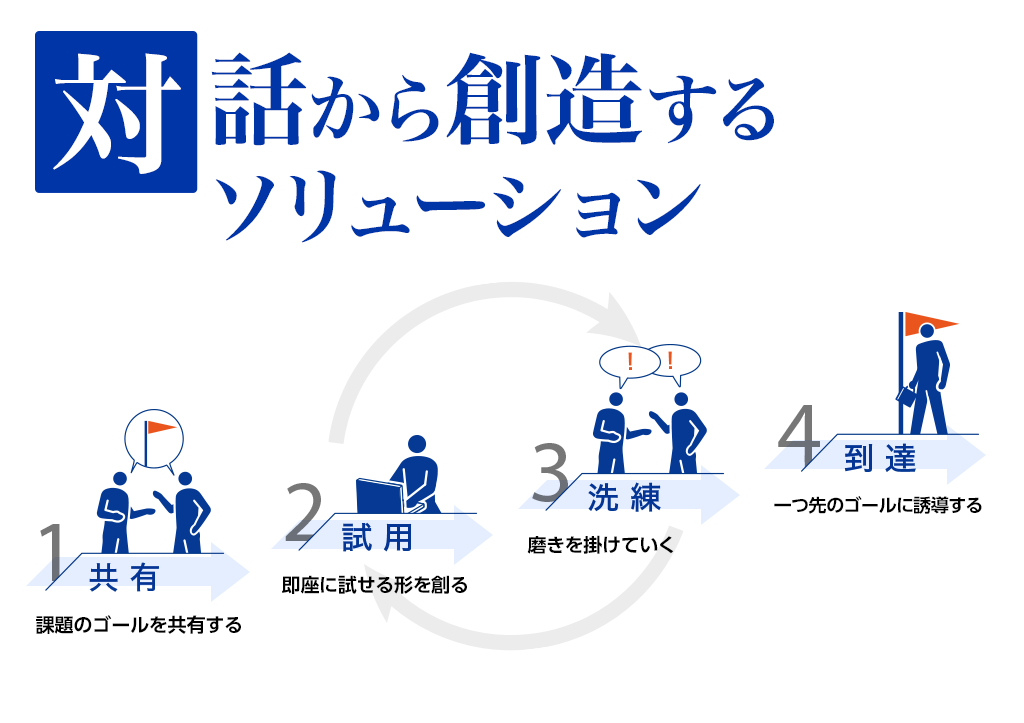 対話から創造する
ソリューション
! !
1 共有
課題のゴールを共有する
2 試用
即座に試せる形を創る
3 洗練
磨きを掛けていく
4 到達
一つ先のゴールに誘導する